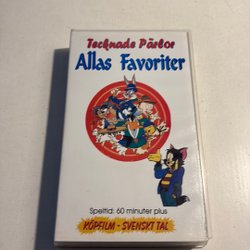 Tecknade Pärlor
Allas Favoriter
Speltid: 60 minuter plus
KÖPFILM - SVENSKT TAL